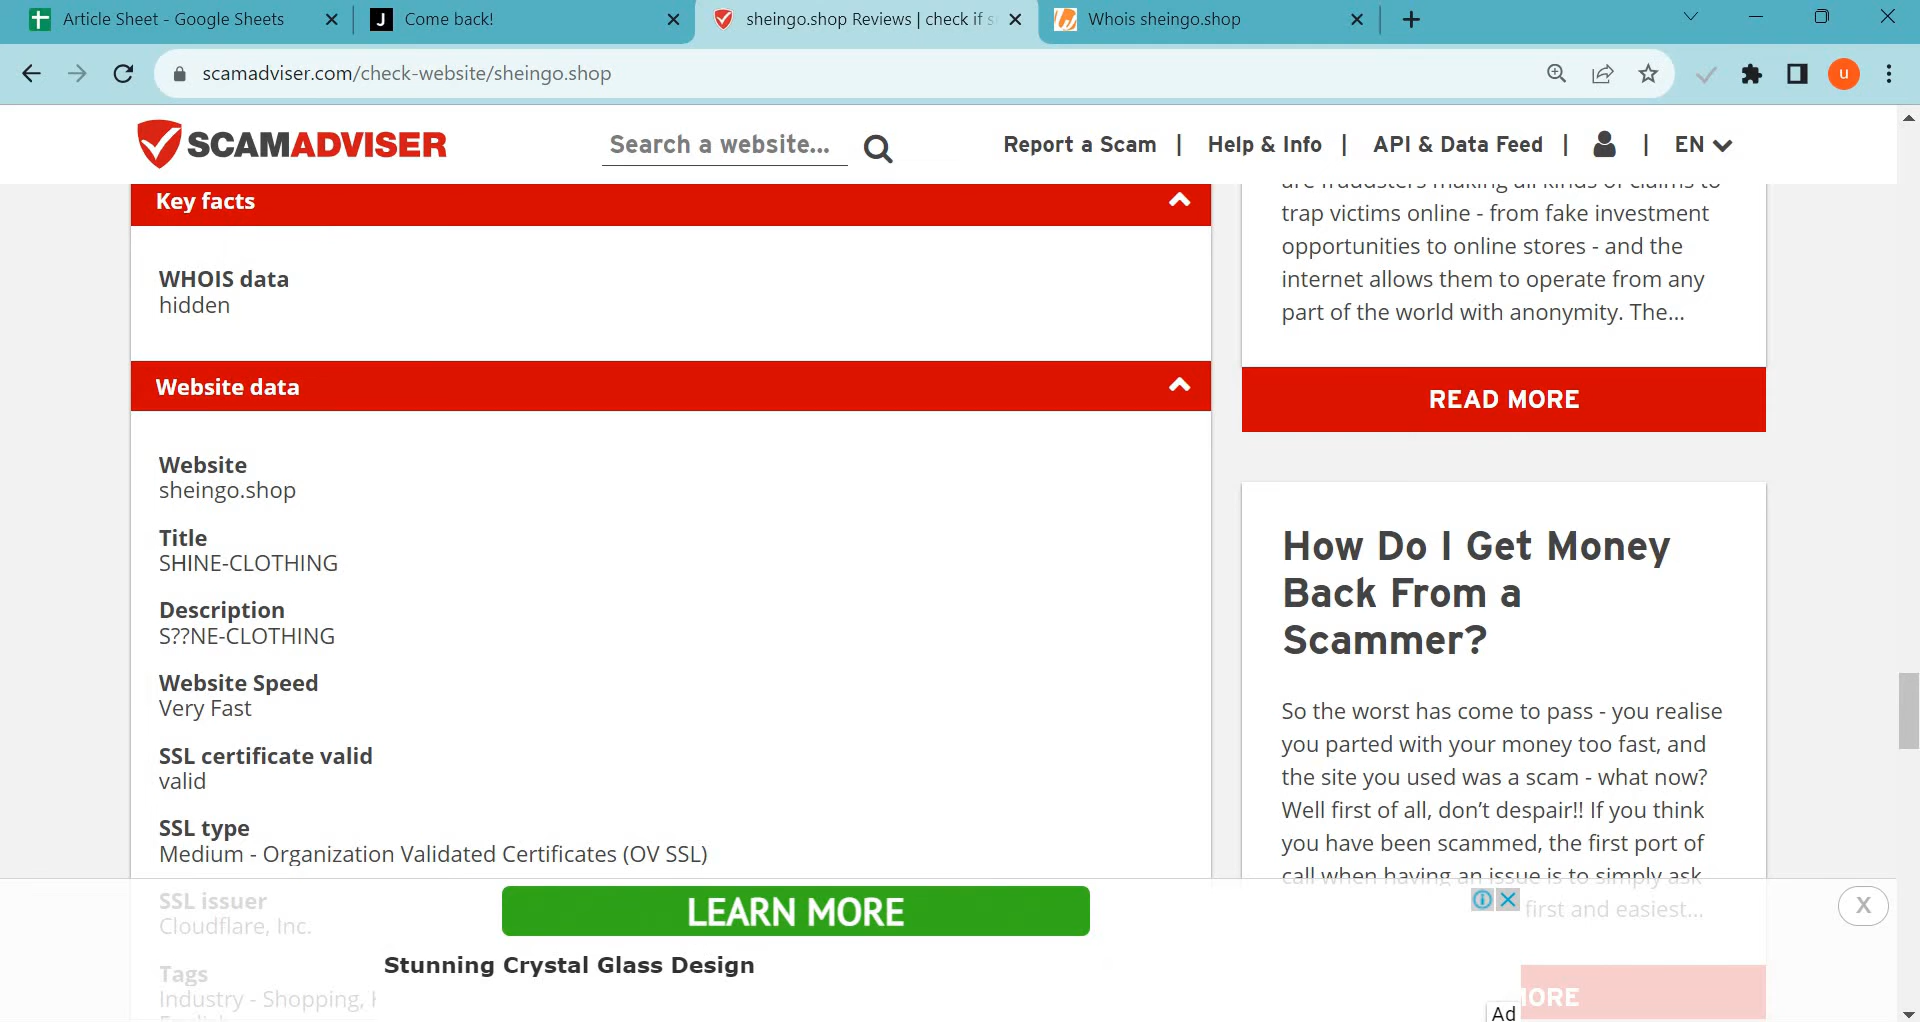 Article Sheet - Google Sheets
Come back!
sheingo.shop Reviews | check if s
Whois sheingo.shop
scamadviser.com/check-website/sheingo.shop
u
SCAMADVISER
Search a website...
Report a Scam |
Help & Info |
API & Data Feed |
|
EN
Key facts
WHOIS data
hidden
Website data
Website
sheingo.shop
Title
SHINE-CLOTHING
Description
S??NE-CLOTHING
Website Speed
Very Fast
SSL certificate valid
valid
SSL type
Medium - Organization Validated Certificates (OV SSL)
SSL issuer
Cloudflare, Inc.
Tags
Industry - Shopping,
are fraudsters making all kinds of claims to
trap victims online - from fake investment
opportunities to online stores - and the
internet allows them to operate from any
part of the world with anonymity. The...
READ MORE
How Do I Get Money
Back From a
Scammer?
So the worst has come to pass - you realise
you parted with your money too fast, and
the site you used was a scam - what now?
Well first of all, don't despair!! If you think
you have been scammed, the first port of
call when having an issue is to simply ask
first and easiest...
ORE
LEARN MORE
Stunning Crystal Glass Design
X
Ad